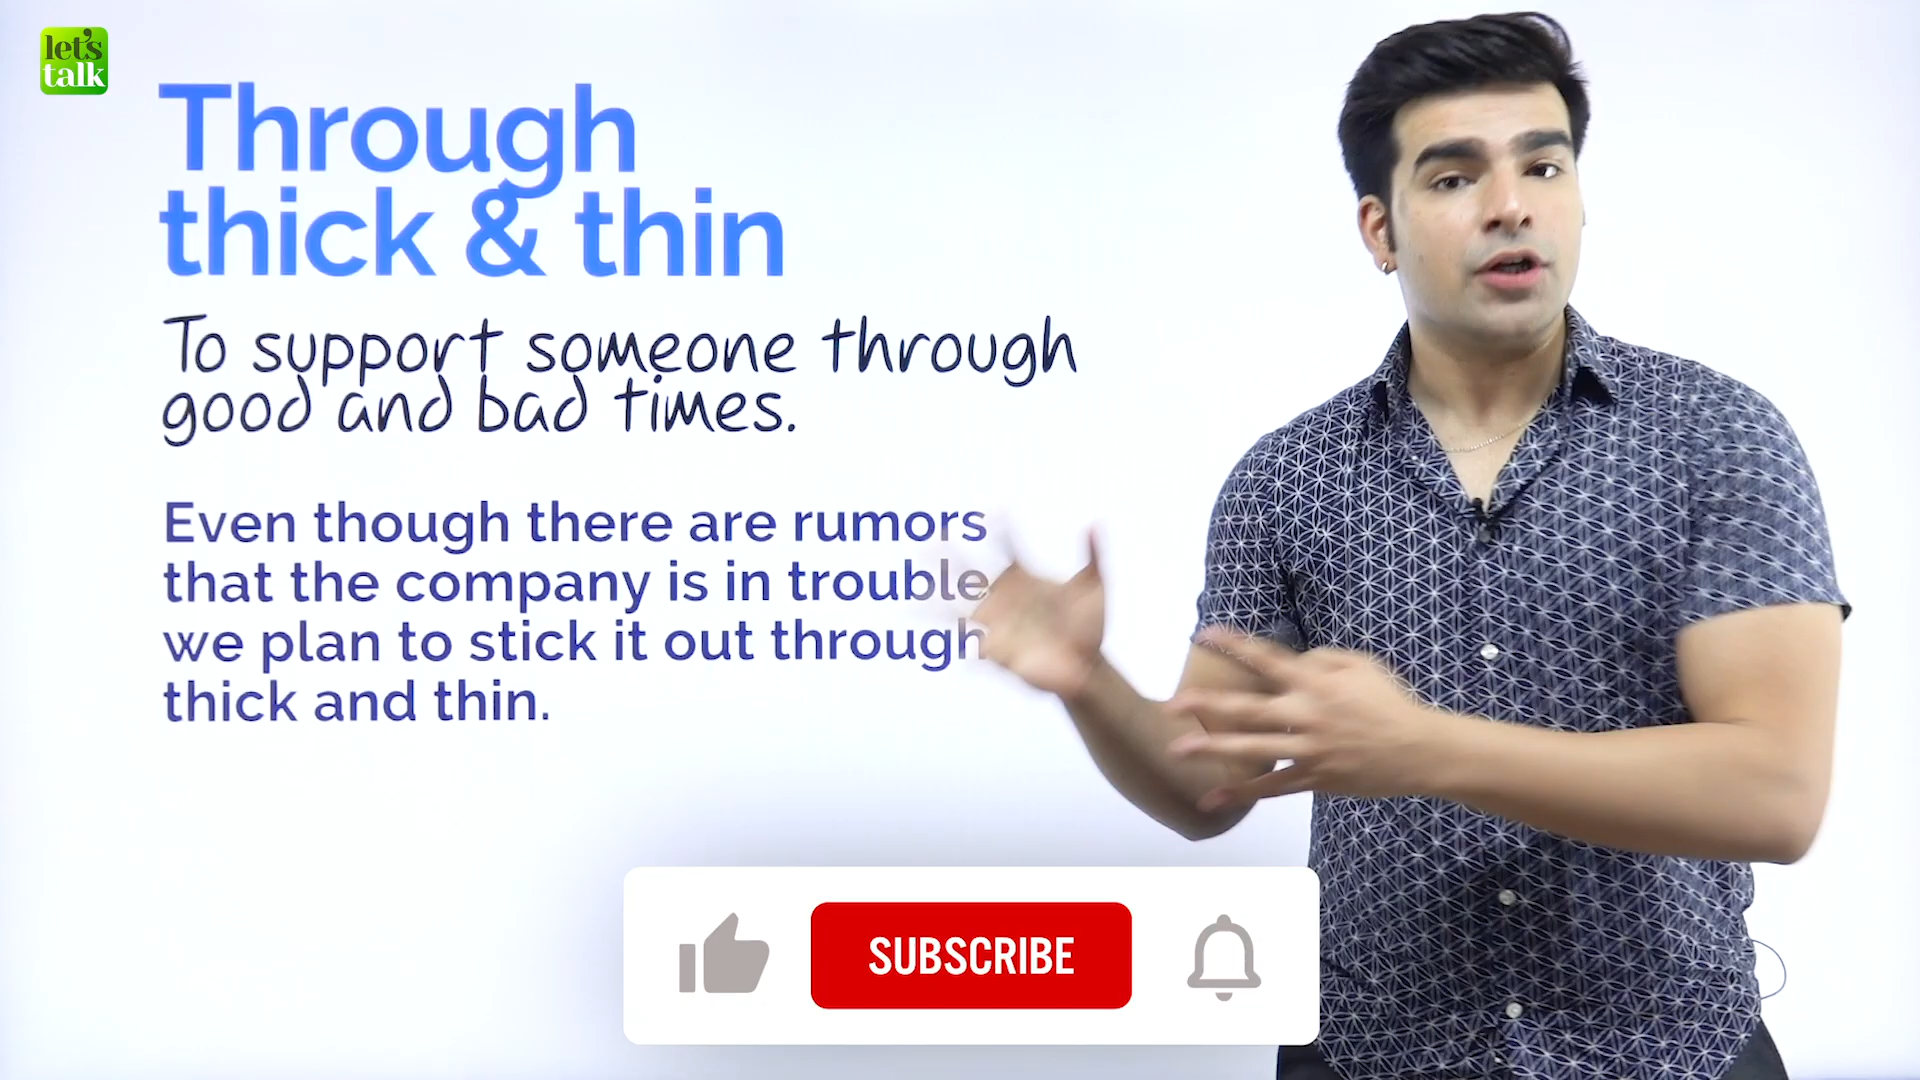 let's
talk
Through
thick & thin
To support someone through
good and bad times.
Even though there are rumors
that the company is in trouble
we plan to stick it out through
thick and thin.
SUBSCRIBE